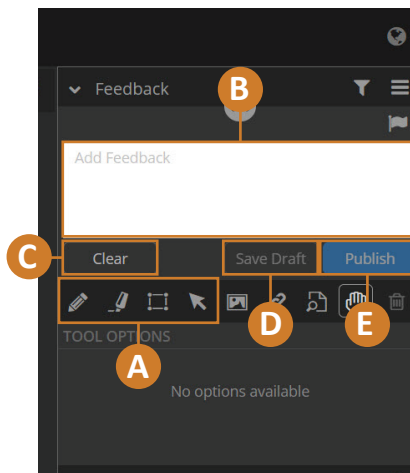 Feedback
B
Add Feedback
C
Clear
Save Draft
Publish
D
E
TOOL OPTIONS
A
No options available